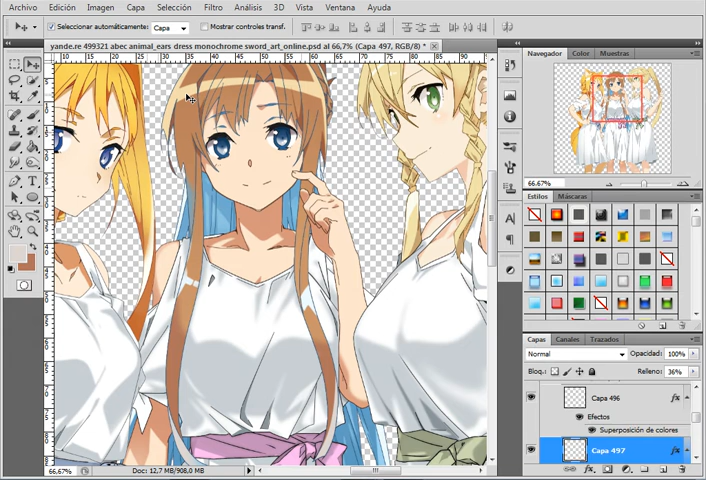 Archivo Edición Imagen Capa Selección Filtro Análisis 3D Vista Ventana Ayuda
Seleccionar automáticamente: Capa Mostrar controles transf.
yande.re 499321 abec animal_ears dress monochrome sword_art_online.psd al 66,7% (Capa 497, RGB/8) *
Navegador Color Muestras
66.67%
Estilos Máscaras
Capas Canales Trazados
Normal Opacidad: 100%
Bloq.: Relleno: 36%
Capa 496 fx
Efectos
Superposición de colores
Capa 497 fx
66.67% Doc: 12,7 MB/908,0 MB